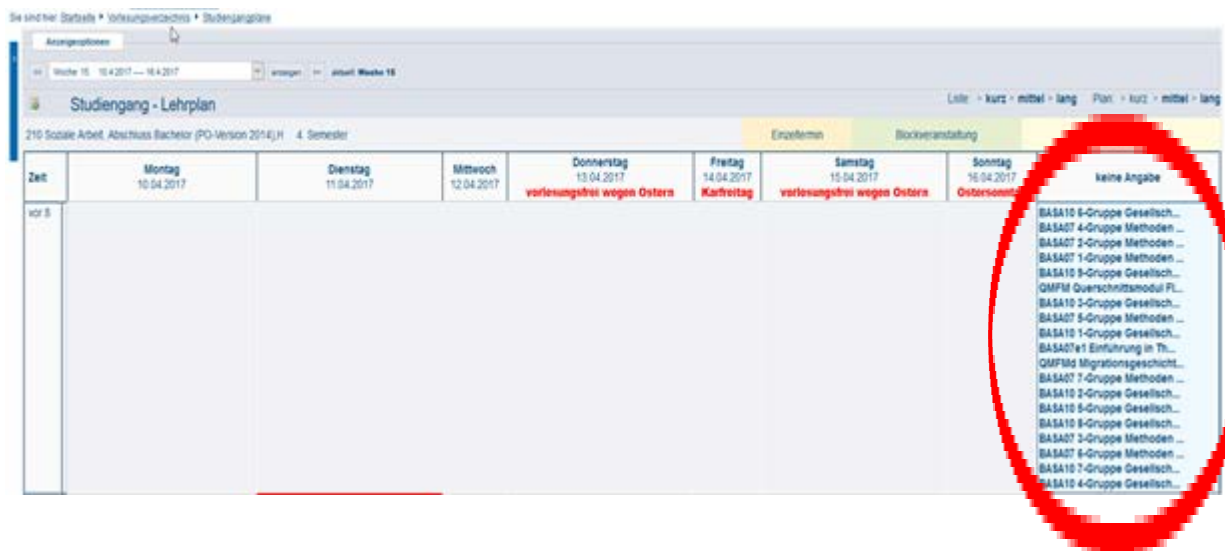 Sie sind hier: Startseite ▸ Vorlesungsverzeichnis ▸ Studiengangpläne
Anzeigeoptionen
<< Woche 15: 10.4.2017 ---- 16.4.2017 anzeigen >> aktuell: Woche 15
Studiengang - Lehrplan Liste: > kurz > mittel > lang Plan: > kurz > mittel > lang
210 Soziale Arbeit, Abschluss Bachelor (PO-Version 2014),H 4. Semester Einzeltermin Blockveranstaltung
Zeit Montag Dienstag Mittwoch Donnerstag Freitag Samstag Sonntag keine Angabe
10.04.2017 11.04.2017 12.04.2017 13.04.2017 14.04.2017 15.04.2017 16.04.2017
vorlesungsfrei wegen Ostern Karfreitag vorlesungsfrei wegen Ostern
vor 8
BASA10 6-Gruppe Gesellsch...
BASA07 4-Gruppe Methoden ...
BASA07 2-Gruppe Methoden ...
BASA07 1-Gruppe Methoden ...
BASA10 9-Gruppe Gesellsch...
QMFM Querschnittsmodul Fl...
BASA10 3-Gruppe Gesellsch...
BASA07 5-Gruppe Methoden ...
BASA10 1-Gruppe Gesellsch...
BASA07e1 Einführung in Th...
QMFMd Migrationsgeschicht...
BASA07 7-Gruppe Methoden ...
BASA10 2-Gruppe Gesellsch...
BASA10 5-Gruppe Gesellsch...
BASA10 8-Gruppe Gesellsch...
BASA07 3-Gruppe Methoden ...
BASA07 6-Gruppe Methoden ...
BASA10 7-Gruppe Gesellsch...
BASA10 4-Gruppe Gesellsch...